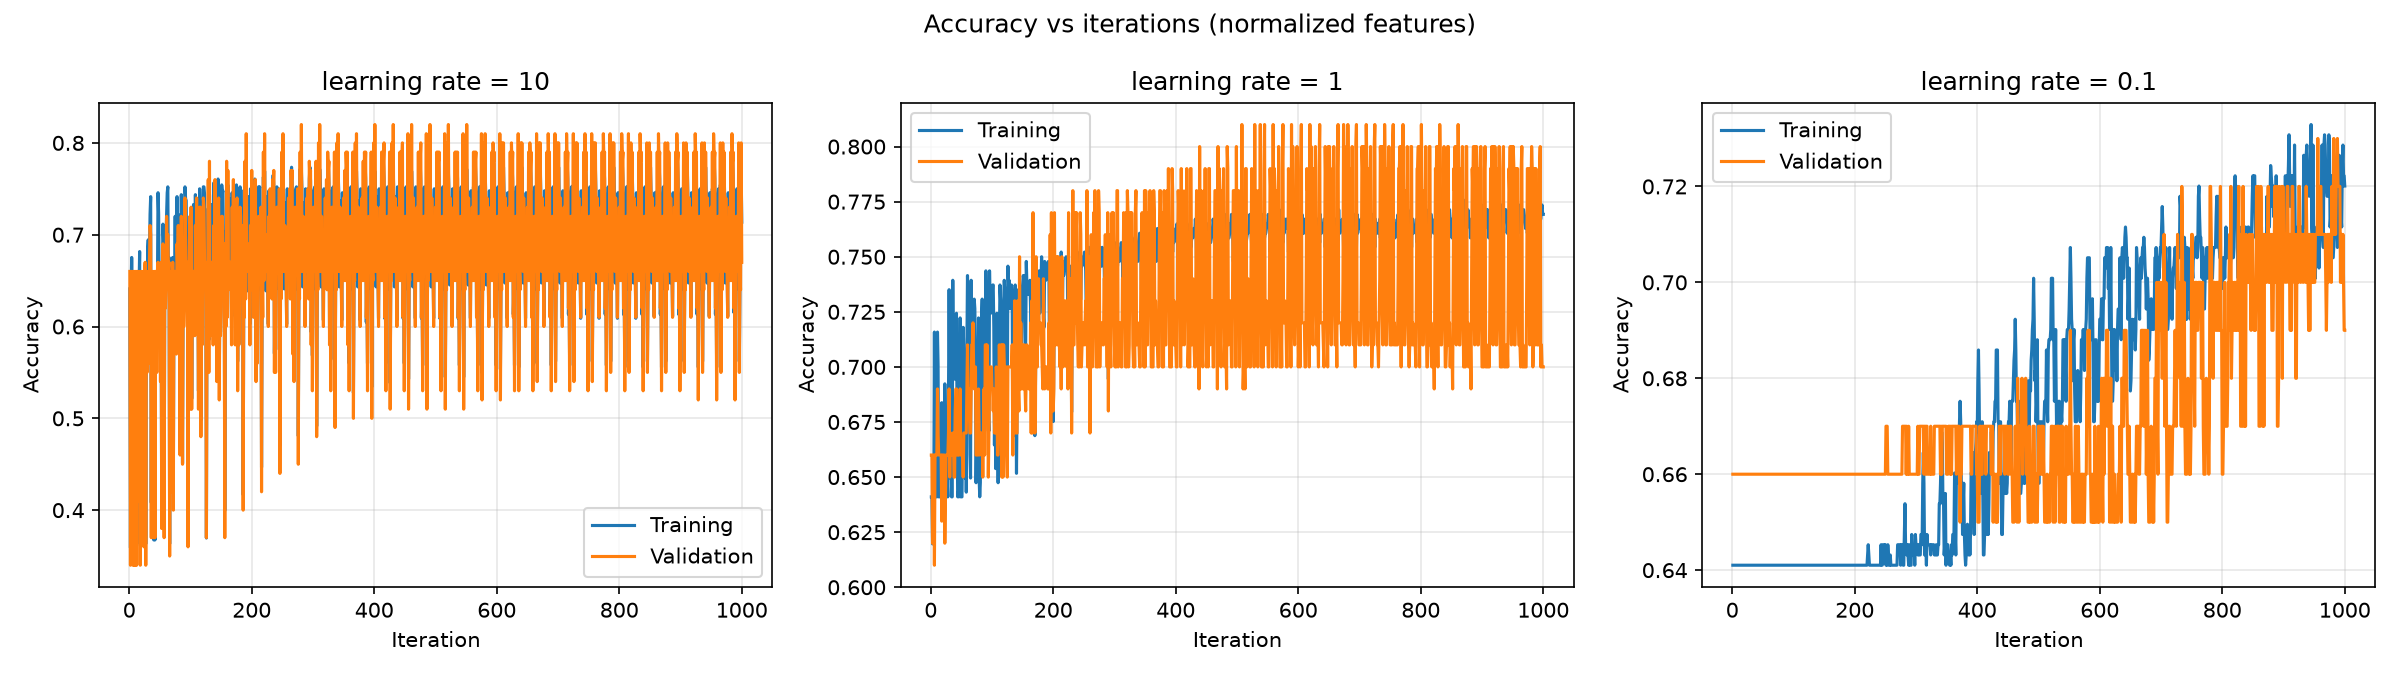 Accuracy vs iterations (normalized features)
learning rate = 10
Accuracy
0.8
0.7
0.6
0.5
0.4
0
200
400
600
800
1000
Iteration
Training
Validation
learning rate = 1
Accuracy
0.800
0.775
0.750
0.725
0.700
0.675
0.650
0.625
0.600
0
200
400
600
800
1000
Iteration
Training
Validation
learning rate = 0.1
Accuracy
0.72
0.70
0.68
0.66
0.64
0
200
400
600
800
1000
Iteration
Training
Validation